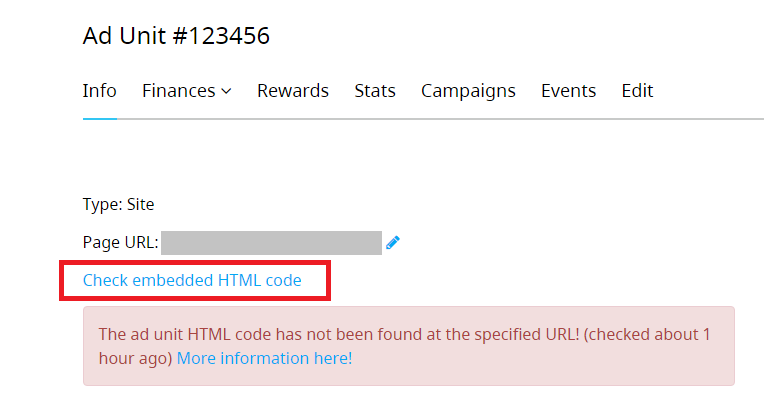 Ad Unit #123456
Info Finances Rewards Stats Campaigns Events Edit
Type: Site
Page URL:
Check embedded HTML code
The ad unit HTML code has not been found at the specified URL! (checked about 1
hour ago) More information here!